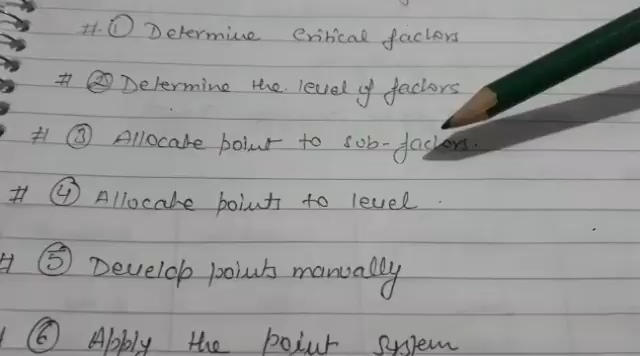 # ① Determine critical factors
# ② Determine the level of factors
# ③ Allocate point to sub-factors.
# ④ Allocate points to level.
# ⑤ Develop points manually
⑥ Apply the point system